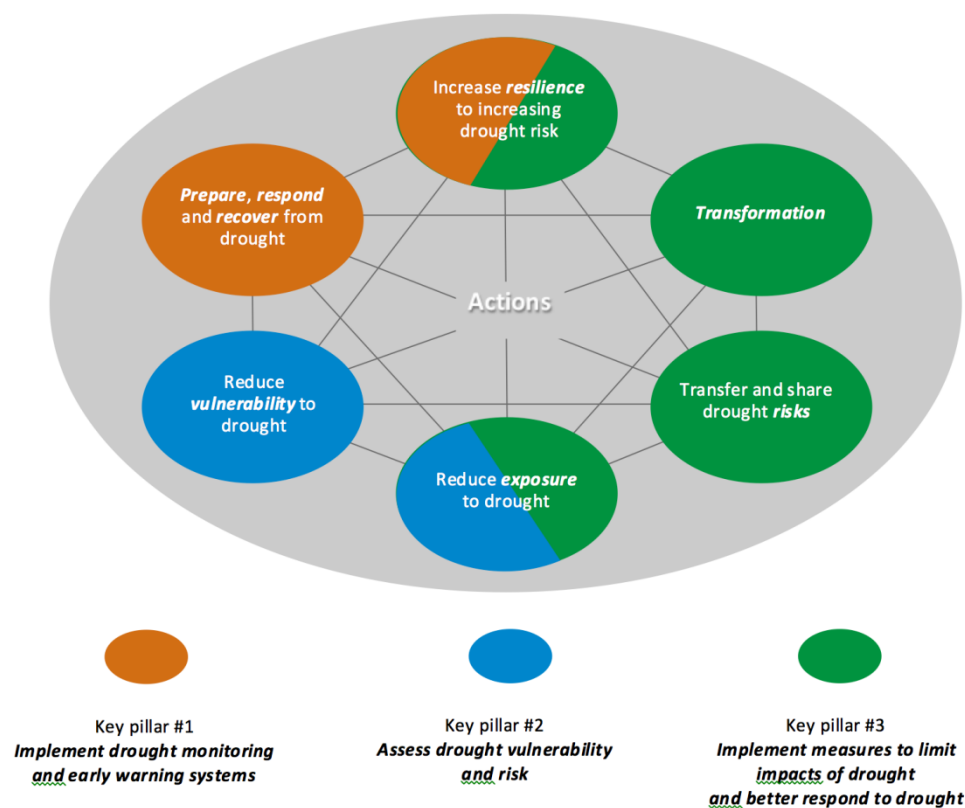 Increase resilience
to increasing
drought risk
Prepare, respond
and recover from
drought
Transformation
Actions
Reduce
vulnerability to
drought
Transfer and share
drought risks
Reduce exposure
to drought
Key pillar #1
Implement drought monitoring
and early warning systems
Key pillar #2
Assess drought vulnerability
and risk
Key pillar #3
Implement measures to limit
impacts of drought
and better respond to drought